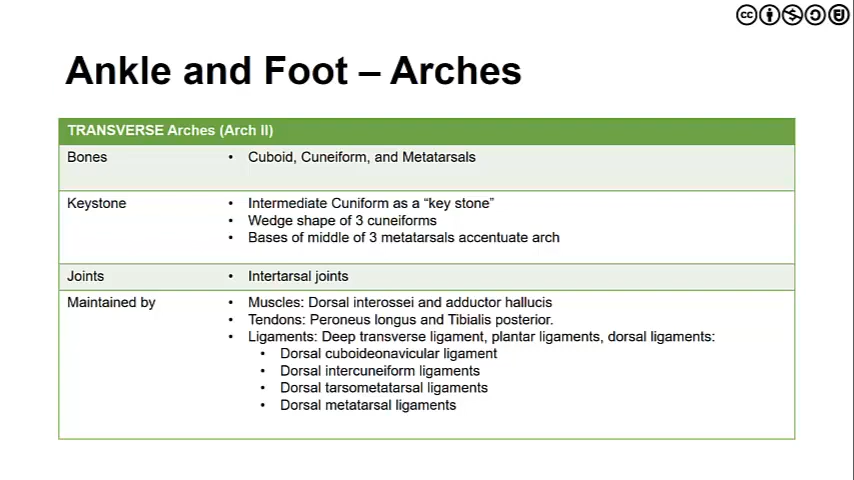 Ankle and Foot – Arches
TRANSVERSE Arches (Arch II)
Bones
• Cuboid, Cuneiform, and Metatarsals
Keystone
• Intermediate Cuniform as a “key stone”
• Wedge shape of 3 cuneiforms
• Bases of middle of 3 metatarsals accentuate arch
Joints
• Intertarsal joints
Maintained by
• Muscles: Dorsal interossei and adductor hallucis
• Tendons: Peroneus longus and Tibialis posterior.
• Ligaments: Deep transverse ligament, plantar ligaments, dorsal ligaments:
• Dorsal cuboideonavicular ligament
• Dorsal intercuneiform ligaments
• Dorsal tarsometatarsal ligaments
• Dorsal metatarsal ligaments